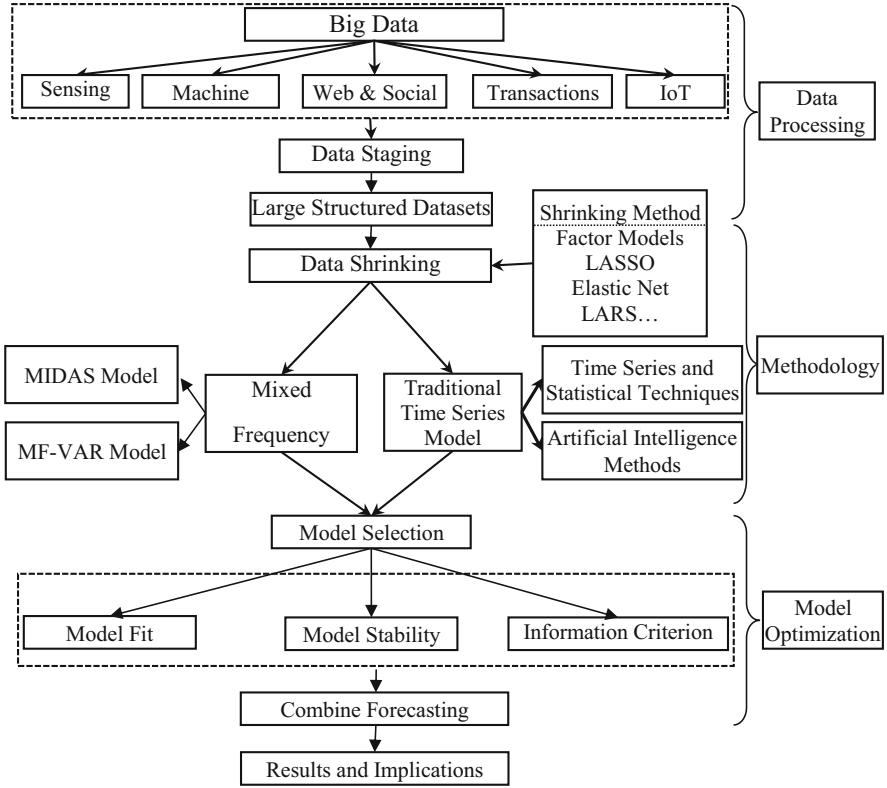 Big Data
Sensing
Machine
Web & Social
Transactions
IoT
Data
Processing
Data Staging
Large Structured Datasets
Data Shrinking
Shrinking Method
Factor Models
LASSO
Elastic Net
LARS…
Methodology
MIDAS Model
MF-VAR Model
Mixed
Frequency
Traditional
Time Series
Model
Time Series and
Statistical Techniques
Artificial Intelligence
Methods
Model Selection
Model Fit
Model Stability
Information Criterion
Model
Optimization
Combine Forecasting
Results and Implications